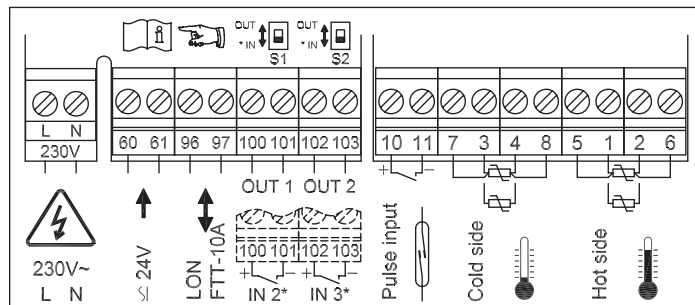 OUT OUT
* IN * IN
S1 S2
L N
230V
60 61 96 97 100 101 102 103
10 11 7 3 4 8 5 1 2 6
OUT 1 OUT 2
+ − + +
230V~
L N
24V
LON
FTT-10A
100 101 102 103
+ − + −
IN 2* IN 3*
Pulse input
Cold side
Hot side